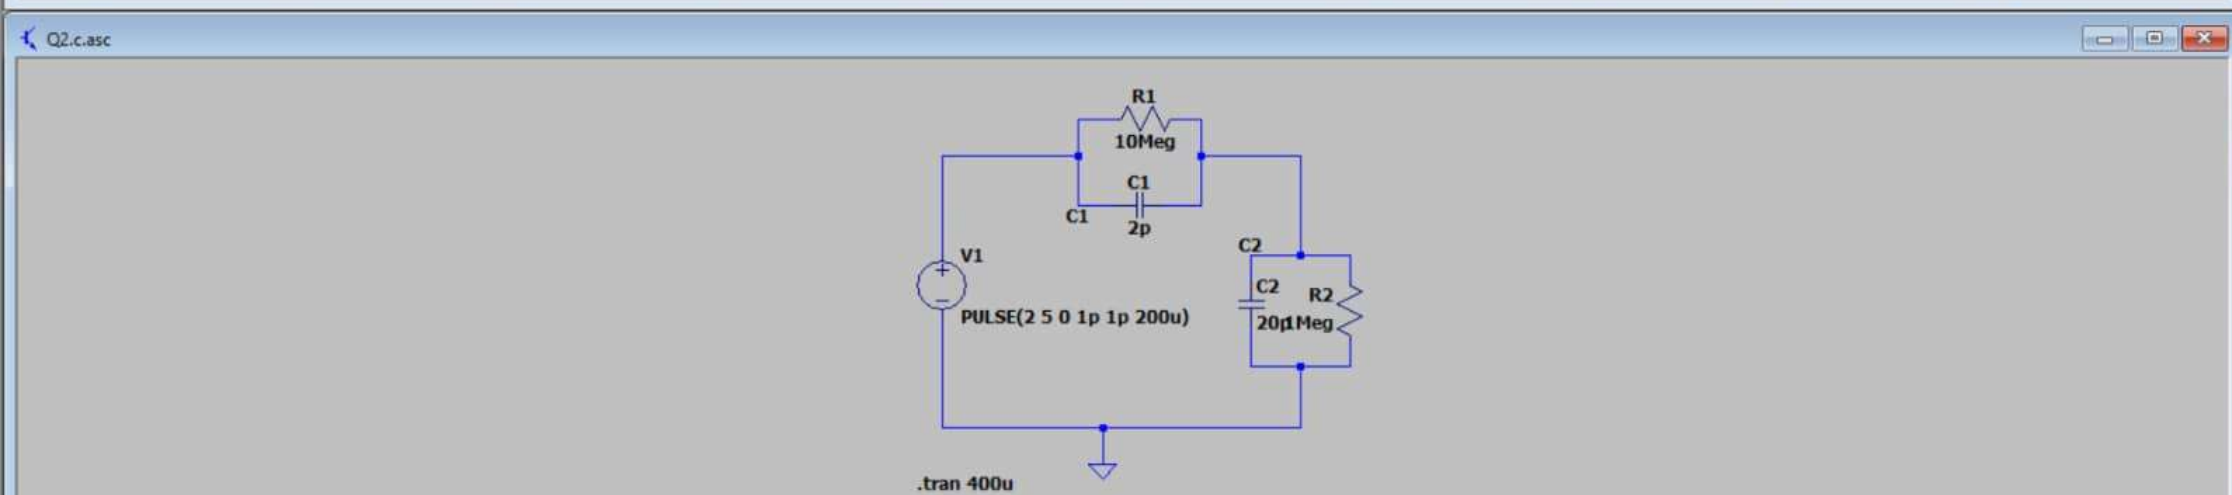 Q2.c.asc
R1
10Meg
C1
C1
2p
V1
PULSE(2 5 0 1p 1p 200u)
C2
C2
R2
20p
1Meg
.tran 400u